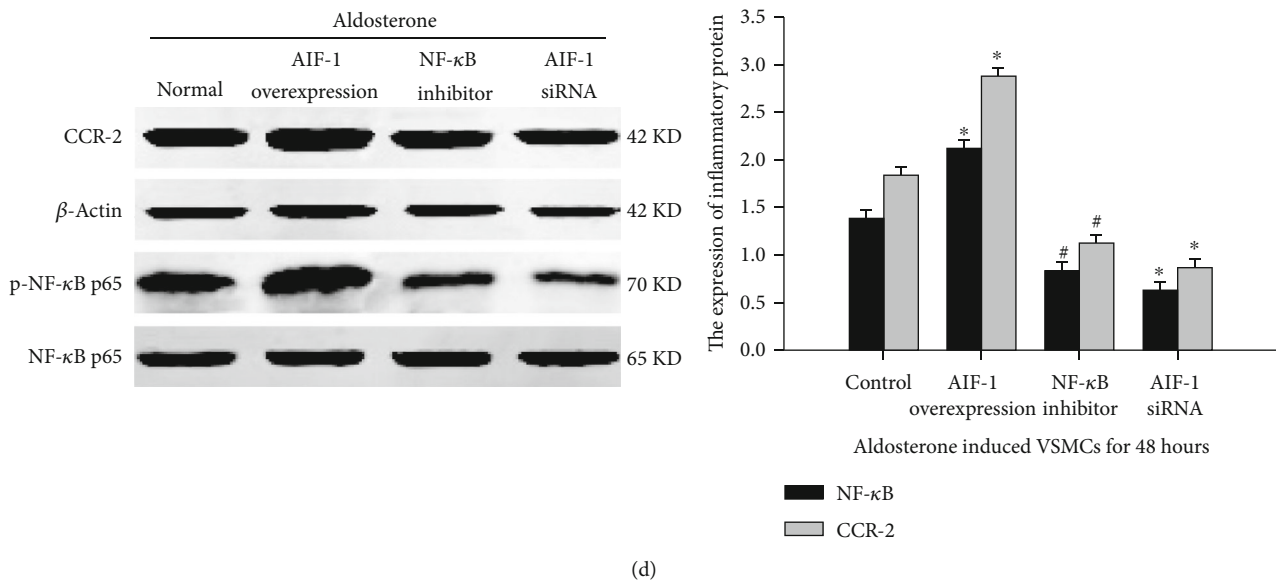 Aldosterone
Normal
AIF-1
overexpression
NF-κB
inhibitor
AIF-1
siRNA
CCR-2
42 KD
β-Actin
42 KD
p-NF-κB p65
70 KD
NF-κB p65
65 KD
The expression of inflammatory protein
3.5
3.0
2.5
2.0
1.5
1.0
0.5
0.0
*
*
#
#
*
*
Control
AIF-1
overexpression
NF-κB
inhibitor
AIF-1
siRNA
Aldosterone induced VSMCs for 48 hours
NF-κB
CCR-2
(d)